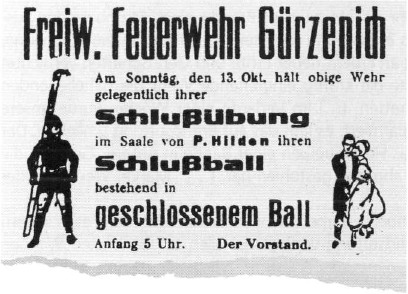 Freiw. Feuerwehr Gürzenich
Am Sonntag, den 13. Okt. hält obige Wehr
gelegentlich ihrer
Schlußübung
im Saale von P. Hilden ihren
Schlußball
bestehend in
geschlossenem Ball
Anfang 5 Uhr. Der Vorstand.